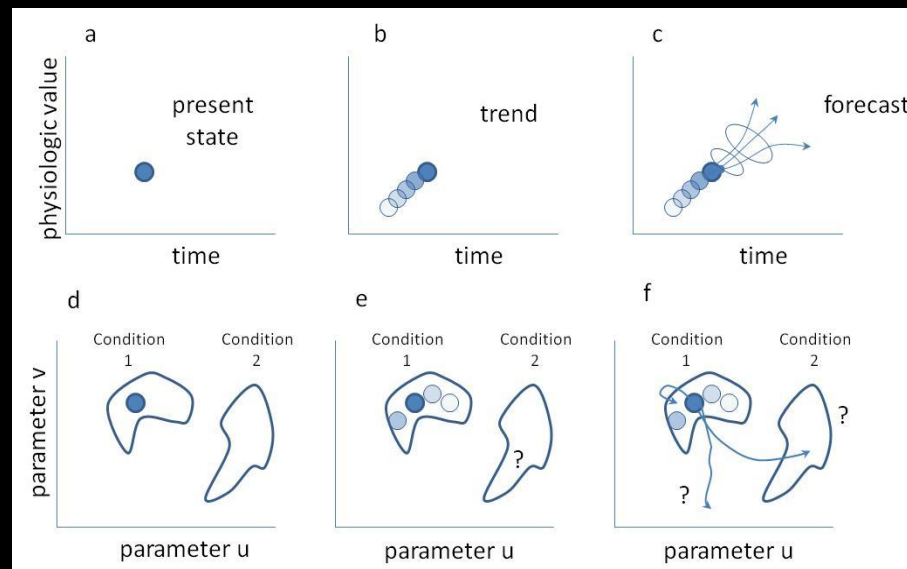 a
b
c
physiologic value
present
state
trend
forecast
time
time
time
d
e
f
Condition
1
Condition
2
Condition
1
Condition
2
Condition
1
Condition
2
parameter v
?
?
?
parameter u
parameter u
parameter u